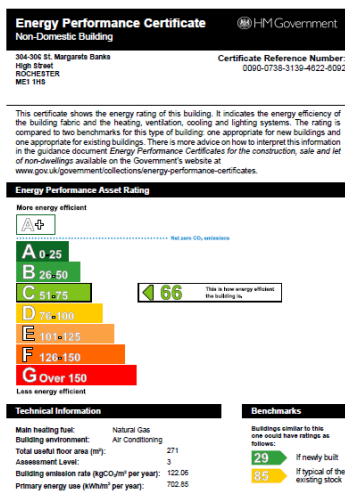 Energy Performance Certificate
HM Government
Non-Domestic Building
304-306 St. Margarets Banks
High Street
ROCHESTER
ME1 1HS
Certificate Reference Number:
0090-0738-3139-4622-6092
This certificate shows the energy rating of this building. It indicates the energy efficiency of
the building fabric and the heating, ventilation, cooling and lighting systems. The rating is
compared to two benchmarks for this type of building: one appropriate for new buildings and
one appropriate for existing buildings. There is more advice on how to interpret this information
in the guidance document Energy Performance Certificates for the construction, sale and let
of non-dwellings available on the Government's website at
www.gov.uk/government/collections/energy-performance-certificates.
Energy Performance Asset Rating
More energy efficient
A+
Net zero CO₂ emissions
A 0-25
B 26-50
C 51-75
66
This is how energy efficient
the building is.
D 76-100
E 101-125
F 126-150
G Over 150
Less energy efficient
Technical Information
Main heating fuel: Natural Gas
Building environment: Air Conditioning
Total useful floor area (m²): 271
Assessment Level: 3
Building emission rate (kgCO₂/m² per year): 122.06
Primary energy use (kWh/m² per year): 702.85
Benchmarks
Buildings similar to this
one could have ratings as
follows:
29 If newly built
85 If typical of the
existing stock